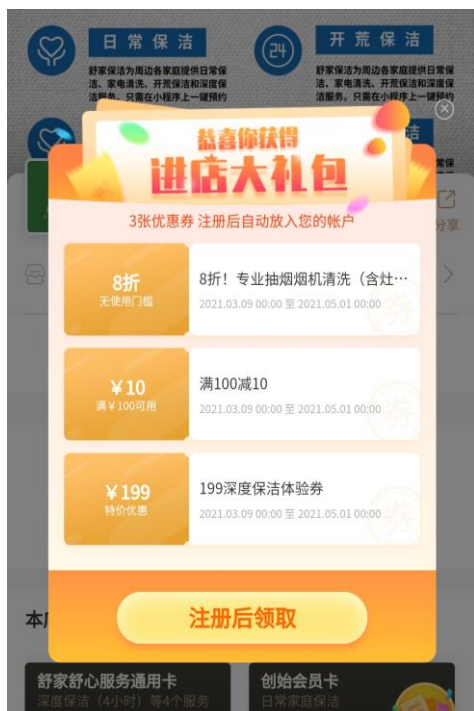 日常保洁
开荒保洁
24
舒家保洁为周边各家庭提供日常保
洁、家电清洗、开荒保洁和深度保
洁服务。只需在小程序上一键预约
舒家保洁为周边各家庭提供日常保
洁、家电清洗、开荒保洁和深度保
洁服务。只需在小程序上一键预约
恭喜你获得
进店大礼包
3张优惠券 注册后自动放入您的帐户
分享
8折
无使用门槛
8折！专业抽烟烟机清洗（含灶…
2021.03.09 00:00 至 2021.05.01 00:00
券
￥10
满￥100可用
满100减10
2021.03.09 00:00 至 2021.05.01 00:00
券
￥199
特价优惠
199深度保洁体验券
2021.03.09 00:00 至 2021.05.01 00:00
券
注册后领取
本
舒家舒心服务通用卡
深度保洁（4小时）等4个服务
创始会员卡
日常家庭保洁